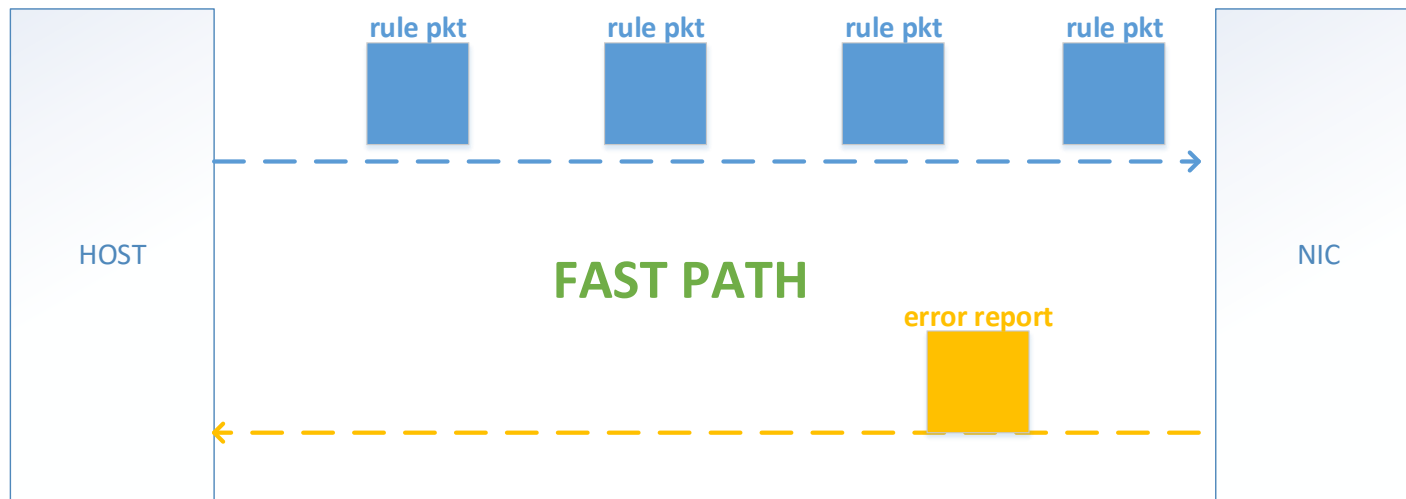 rule pkt
rule pkt
rule pkt
rule pkt
HOST
NIC
FAST PATH
error report